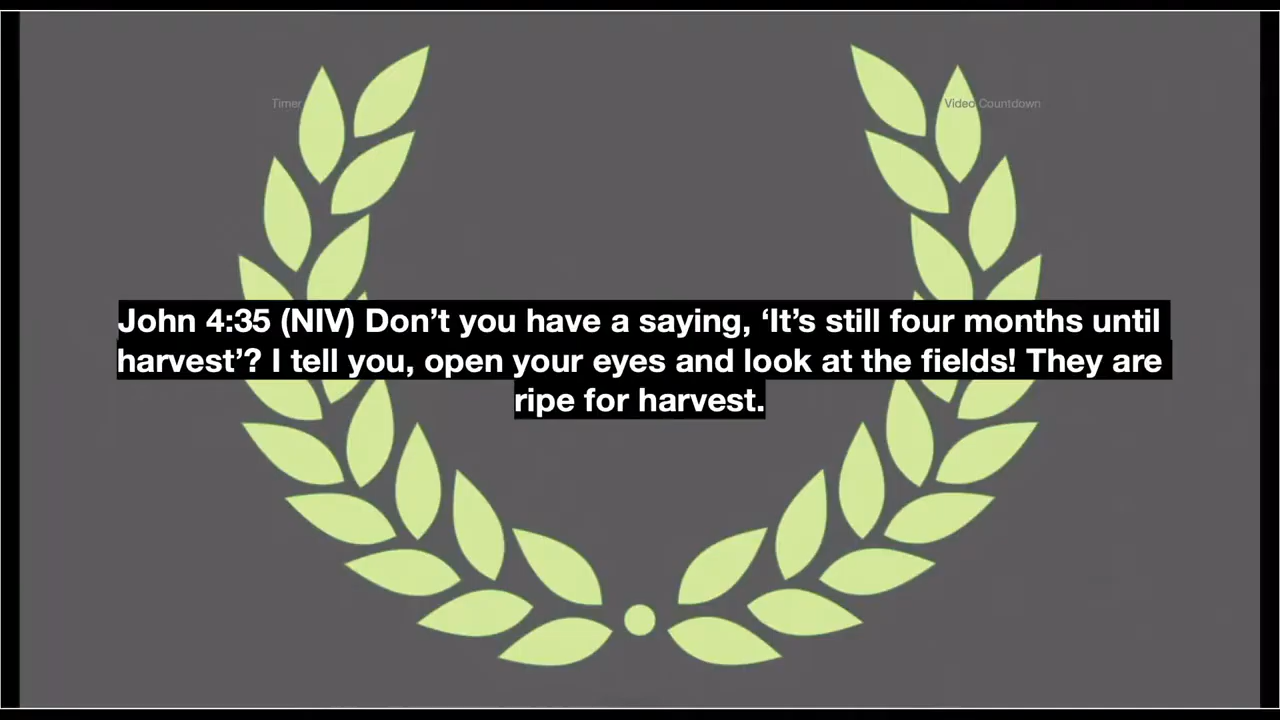 Timer
Video Countdown
John 4:35 (NIV) Don’t you have a saying, ‘It’s still four months until
harvest’? I tell you, open your eyes and look at the fields! They are
ripe for harvest.